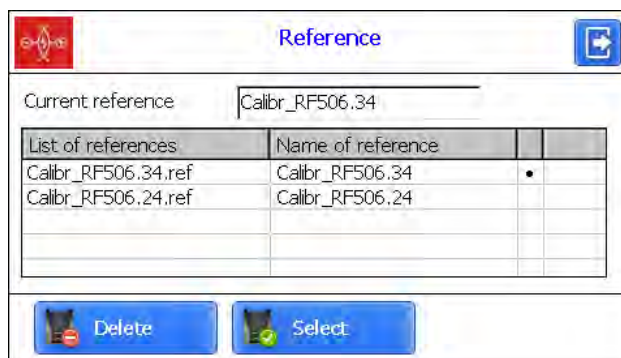 Reference
Current reference Calibr_RF506.34
List of references Name of reference
Calibr_RF506.34.ref Calibr_RF506.34 •
Calibr_RF506.24.ref Calibr_RF506.24
Delete Select